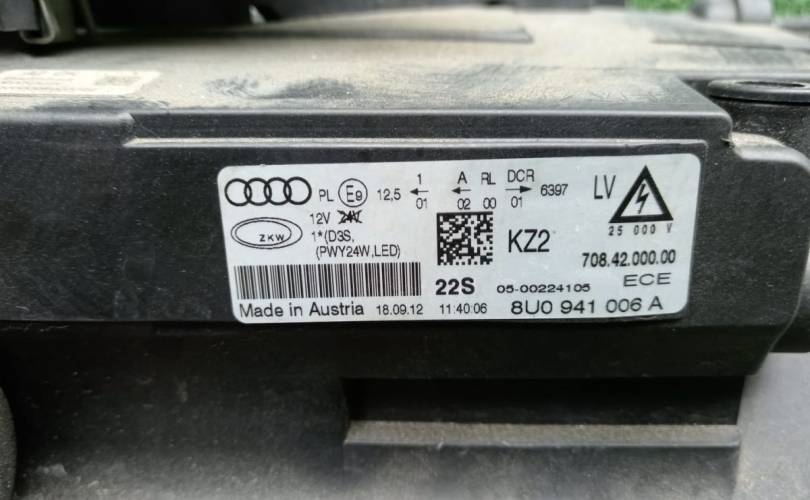 PL E9 12,5 1 A RL DCR 6397 LV
01 02 00 01
12V 24V
ZKW 1*(D3S,
(PWY24W,LED)
KZ2
25 000 V
708.42.000.00
22S 05-00224105 ECE
Made in Austria 18.09.12 11:40:06 8U0 941 006 A